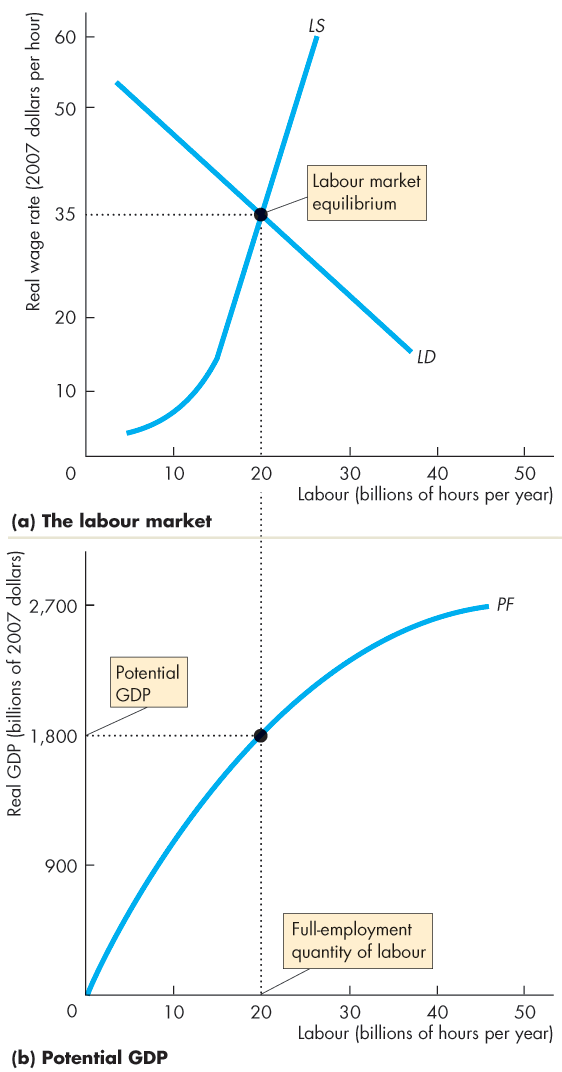 Real wage rate (2007 dollars per hour)
60
50
35
20
10
LS
Labour market
equilibrium
LD
0
10
20
30
40
50
Labour (billions of hours per year)
(a) The labour market
Real GDP (billions of 2007 dollars)
2,700
1,800
900
PF
Potential
GDP
Full-employment
quantity of labour
0
10
20
30
40
50
Labour (billions of hours per year)
(b) Potential GDP